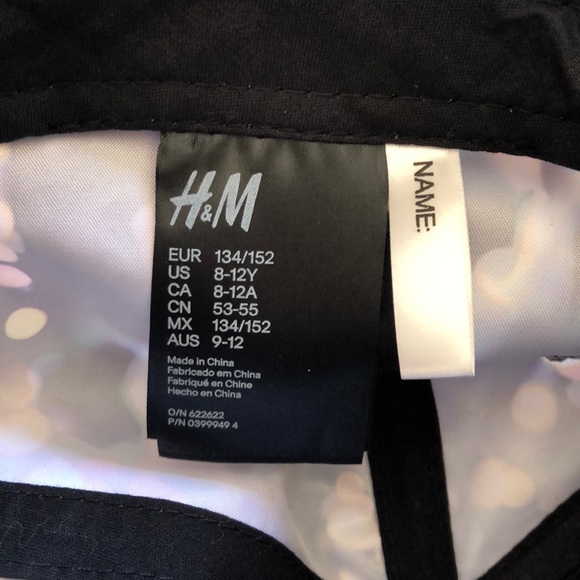 H&M
EUR 134/152
US 8-12Y
CA 8-12A
CN 53-55
MX 134/152
AUS 9-12
Made in China
Fabricado em China
Fabriqué en Chine
Hecho en China
O/N 622622
P/N 0399949 4
NAME: